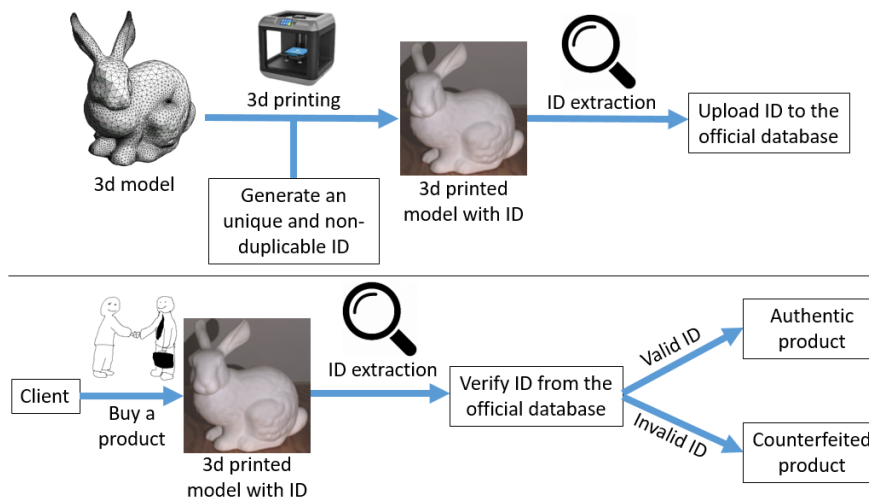 3d printing
ID extraction
Upload ID to the
official database
3d model
Generate an
unique and non-
duplicable ID
3d printed
model with ID
Client
Buy a
product
3d printed
model with ID
ID extraction
Verify ID from the
official database
Valid ID
Invalid ID
Authentic
product
Counterfeited
product